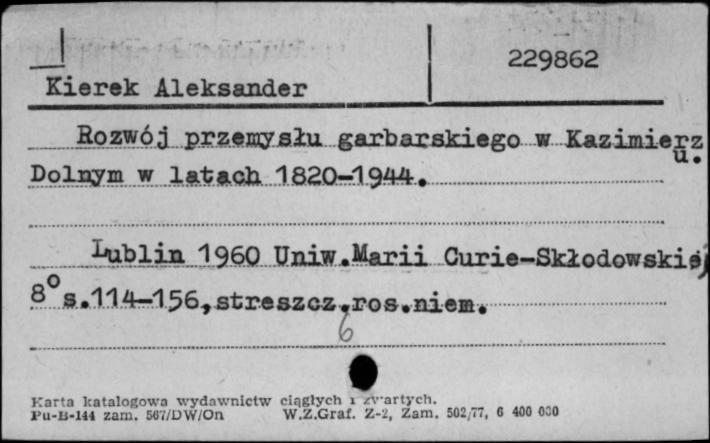 229862
Kierek Aleksander
Rozwój przemysłu garbarskiego w Kazimierzu.
Dolnym w latach 1820-1944.
Lublin 1960 Uniw.Marii Curie-Skłodowskiej
8° s.114-156,streszcz.ros.niem.
6
Karta katalogowa wydawnictw ciągłych i zwartych.
Pu-B-144 zam. 567/DW/On W.Z.Graf. Z-2, Zam. 502/77, 6 400 000